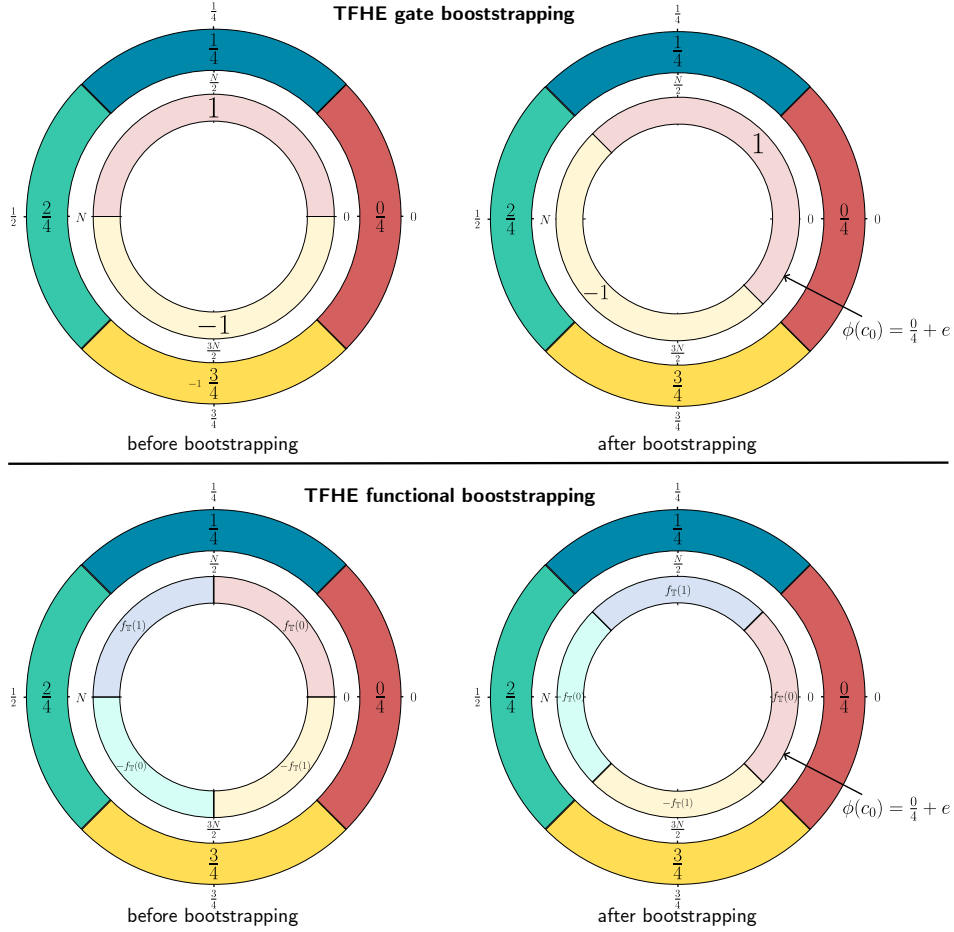 TFHE gate booststrapping
1/4
1/4
N/2
1
1/2
2/4
N
0
0/4
0
-1
3N/2
-1
3/4
3/4
before bootstrapping
1/4
1/4
N/2
1
1/2
2/4
N
0
0/4
0
-1
ϕ(c₀) = 0/4 + e
3N/2
3/4
3/4
after bootstrapping
TFHE functional booststrapping
1/4
1/4
N/2
f𝕋(1)
f𝕋(0)
1/2
2/4
N
0
0/4
0
−f𝕋(0)
−f𝕋(1)
3N/2
3/4
3/4
before bootstrapping
1/4
1/4
N/2
f𝕋(1)
1/2
2/4
N
−f𝕋(0)
f𝕋(0)
0
0/4
0
−f𝕋(1)
ϕ(c₀) = 0/4 + e
3N/2
3/4
3/4
after bootstrapping